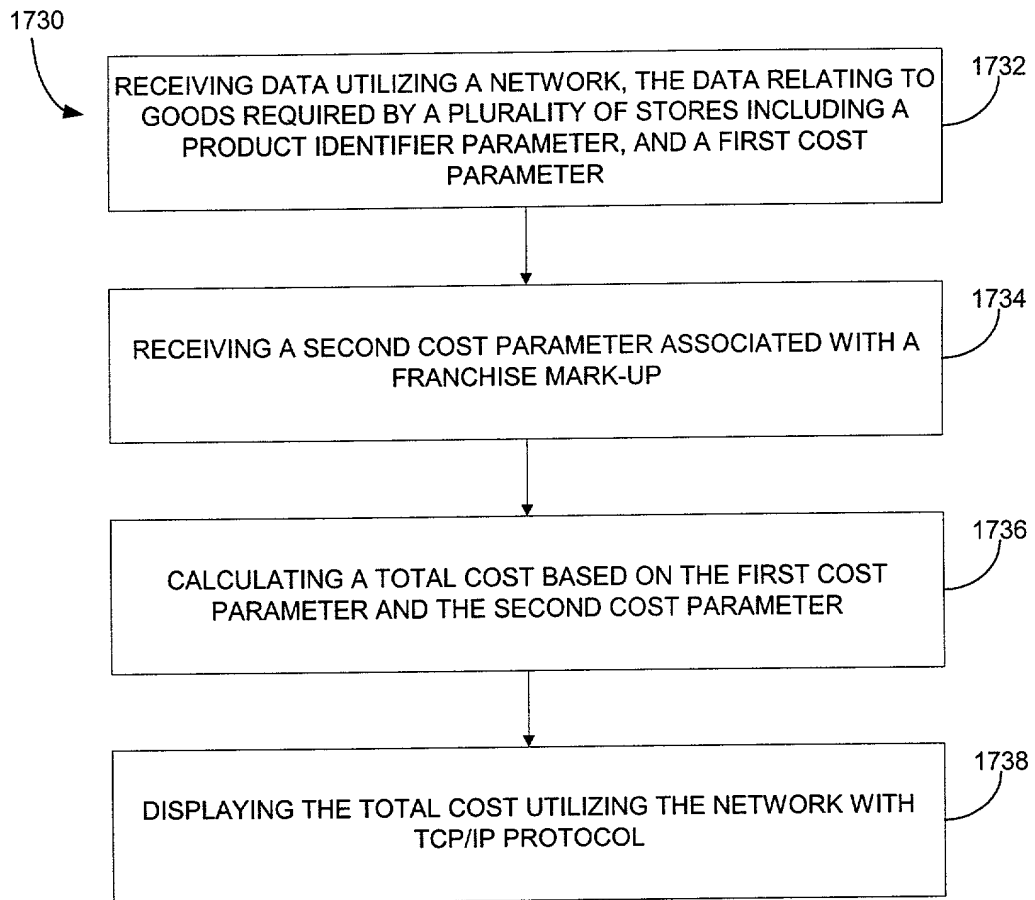 1730
RECEIVING DATA UTILIZING A NETWORK, THE DATA RELATING TO
GOODS REQUIRED BY A PLURALITY OF STORES INCLUDING A
PRODUCT IDENTIFIER PARAMETER, AND A FIRST COST
PARAMETER
1732
RECEIVING A SECOND COST PARAMETER ASSOCIATED WITH A
FRANCHISE MARK-UP
1734
CALCULATING A TOTAL COST BASED ON THE FIRST COST
PARAMETER AND THE SECOND COST PARAMETER
1736
DISPLAYING THE TOTAL COST UTILIZING THE NETWORK WITH
TCP/IP PROTOCOL
1738